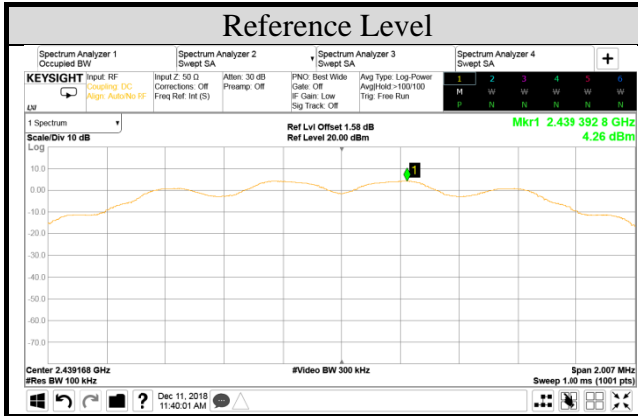 Reference Level
Spectrum Analyzer 1 Occupied BW
Spectrum Analyzer 2 Swept SA
Spectrum Analyzer 3 Swept SA
Spectrum Analyzer 4 Swept SA
+
KEYSIGHT Input: RF Input Z: 50 Ω Atten: 30 dB PNO: Best Wide Avg Type: Log-Power 1 2 3 4 5 6
Coupling: DC Corrections: Off Preamp: Off Gate: Off Avg|Hold:>100/100 M W W W W W
Align: Auto/No RF Freq Ref: Int (S) IF Gain: Low Trig: Free Run
Sig Track: Off P N N N N N
LXI
1 Spectrum Ref Lvl Offset 1.58 dB Mkr1 2.439 392 8 GHz
Scale/Div 10 dB Ref Level 20.00 dBm 4.26 dBm
Log
1
10.0
0.00
-10.0
-20.0
-30.0
-40.0
-50.0
-60.0
-70.0
Center 2.439168 GHz #Video BW 300 kHz Span 2.007 MHz
#Res BW 100 kHz Sweep 1.00 ms (1001 pts)
? Dec 11, 2018
11:40:01 AM